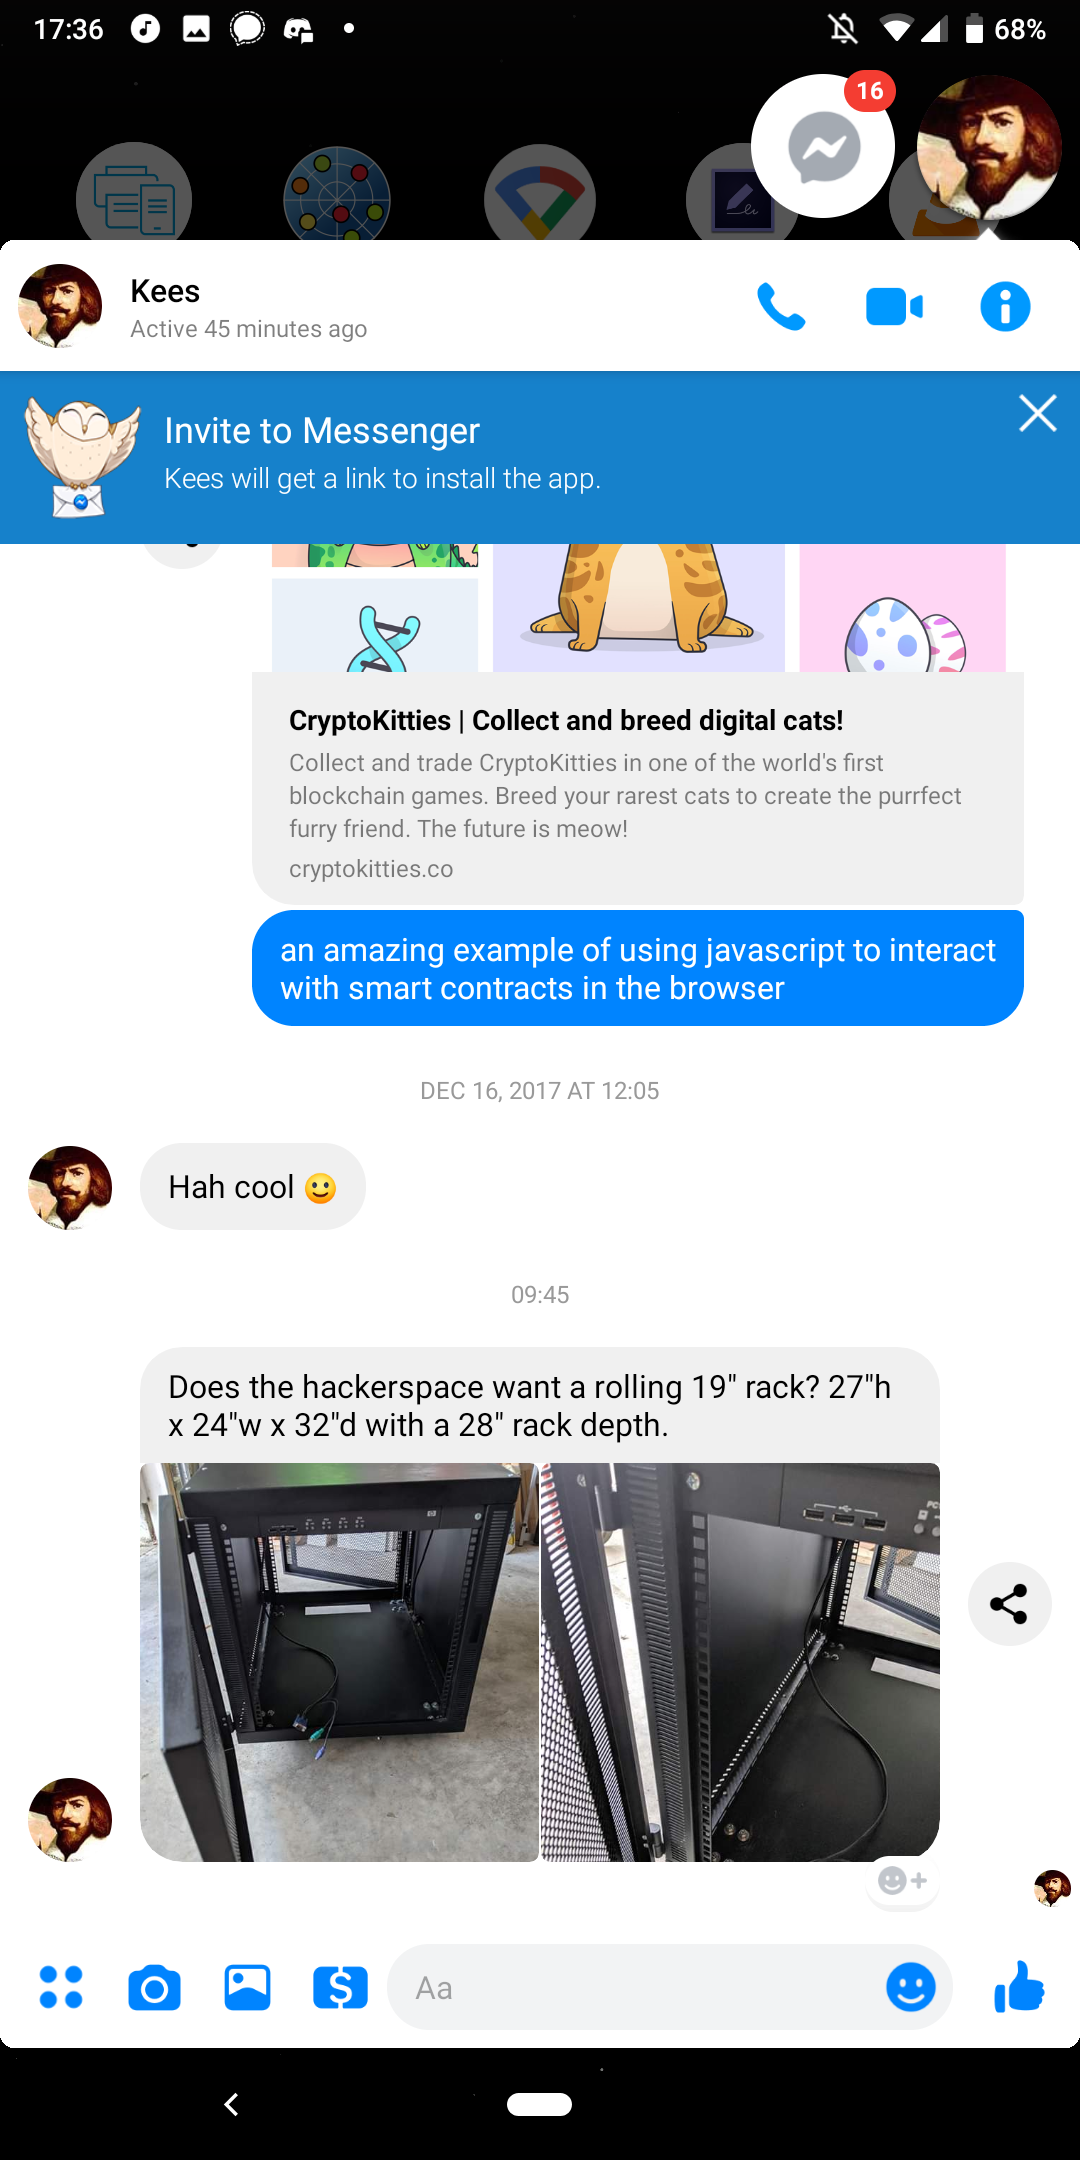 17:36
68%
16
Kees
Active 45 minutes ago
Invite to Messenger
Kees will get a link to install the app.
CryptoKitties | Collect and breed digital cats!
Collect and trade CryptoKitties in one of the world's first
blockchain games. Breed your rarest cats to create the purrfect
furry friend. The future is meow!
cryptokitties.co
an amazing example of using javascript to interact
with smart contracts in the browser
DEC 16, 2017 AT 12:05
Hah cool 🙂
09:45
Does the hackerspace want a rolling 19" rack? 27"h
x 24"w x 32"d with a 28" rack depth.
Aa